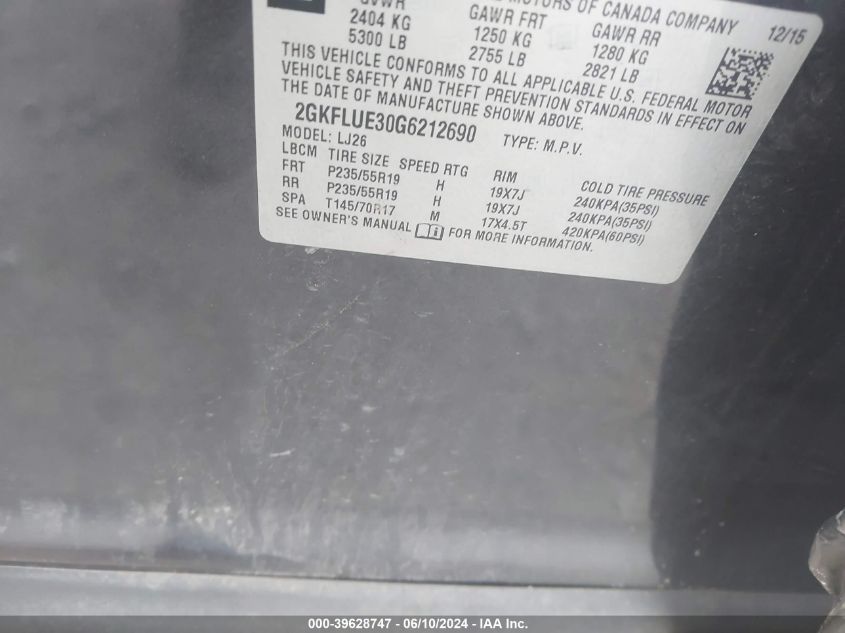 MOTORS OF CANADA COMPANY 12/15
GVWR GAWR FRT GAWR RR
2404 KG 1250 KG 1280 KG
5300 LB 2755 LB 2821 LB
THIS VEHICLE CONFORMS TO ALL APPLICABLE U.S. FEDERAL MOTOR
VEHICLE SAFETY AND THEFT PREVENTION STANDARDS IN EFFECT ON
THE DATE OF MANUFACTURE SHOWN ABOVE.
2GKFLUE30G6212690 TYPE: M.P.V.
MODEL: LJ26
LBCM TIRE SIZE SPEED RTG RIM COLD TIRE PRESSURE
FRT P235/55R19 H 19X7J 240KPA(35PSI)
RR P235/55R19 H 19X7J 240KPA(35PSI)
SPA T145/70R17 M 17X4.5T 420KPA(60PSI)
SEE OWNER'S MANUAL FOR MORE INFORMATION.
000-39628747 - 06/10/2024 - IAA Inc.